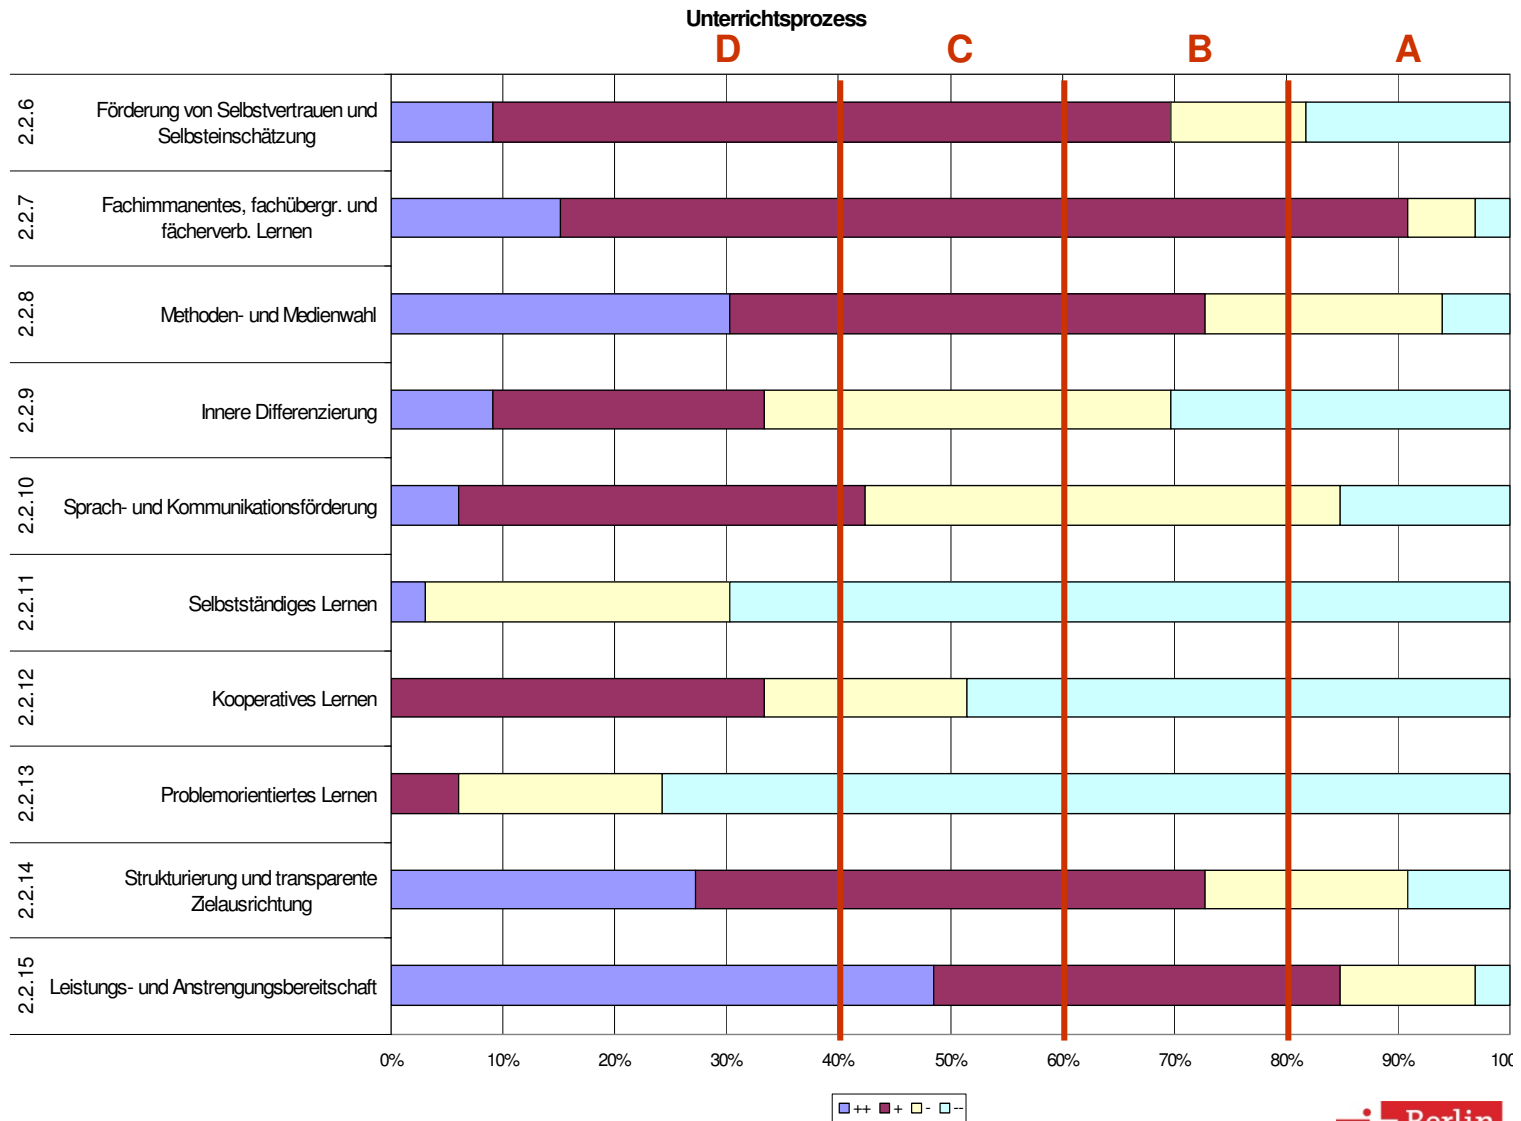 Unterrichtsprozess
D C B A
2.2.6 Förderung von Selbstvertrauen und
Selbsteinschätzung
2.2.7 Fachimmanentes, fachübergr. und
fächerverb. Lernen
2.2.8 Methoden- und Medienwahl
2.2.9 Innere Differenzierung
2.2.10 Sprach- und Kommunikationsförderung
2.2.11 Selbstständiges Lernen
2.2.12 Kooperatives Lernen
2.2.13 Problemorientiertes Lernen
2.2.14 Strukturierung und transparente
Zielausrichtung
2.2.15 Leistungs- und Anstrengungsbereitschaft
0% 10% 20% 30% 40% 50% 60% 70% 80% 90% 100
++ + - --
Berlin